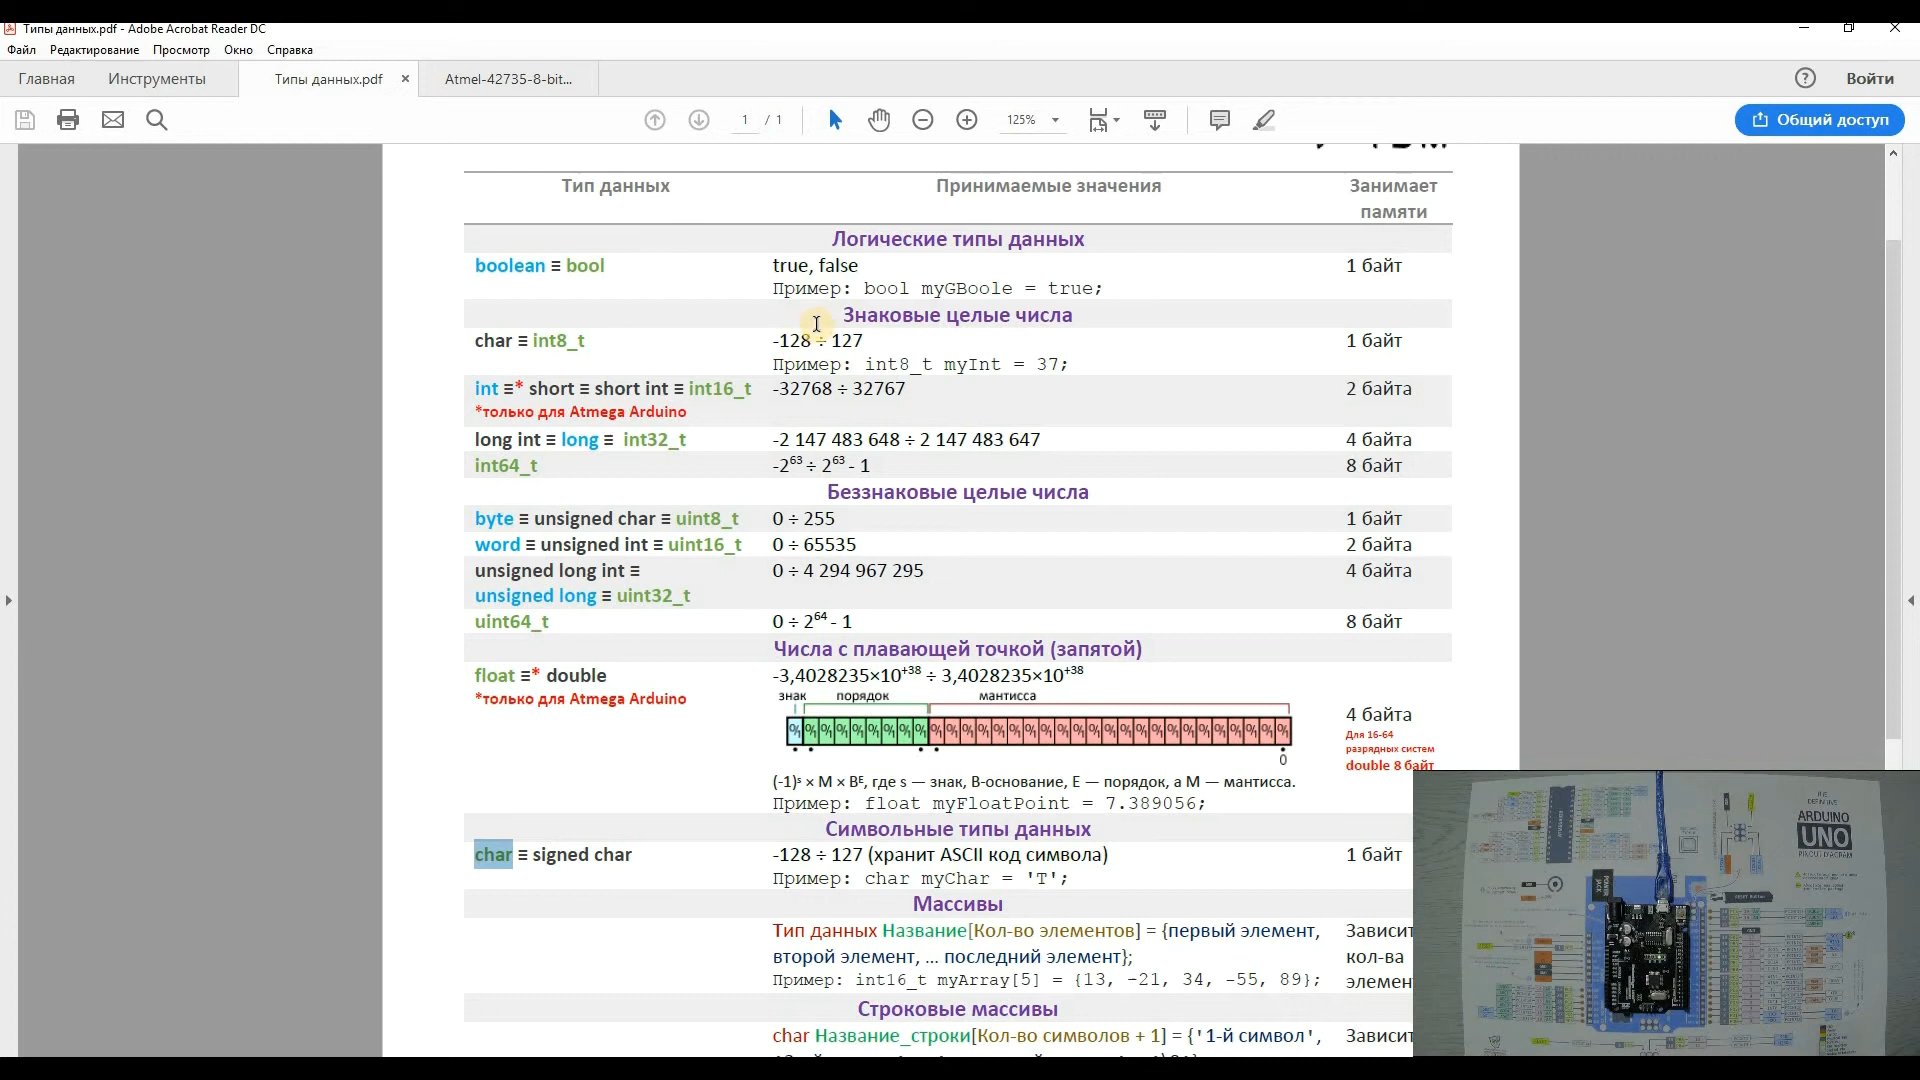 Типы данных.pdf - Adobe Acrobat Reader DC
Файл Редактирование Просмотр Окно Справка
Главная Инструменты Типы данных.pdf × Atmel-42735-8-bit... Войти
1 / 1 125% Общий доступ
Тип данных Принимаемые значения Занимает
памяти
Логические типы данных
boolean ≡ bool true, false 1 байт
Пример: bool myGBoole = true;
Знаковые целые числа
char ≡ int8_t -128 ÷ 127 1 байт
Пример: int8_t myInt = 37;
int ≡* short ≡ short int ≡ int16_t -32768 ÷ 32767 2 байта
*только для Atmega Arduino
long int ≡ long ≡ int32_t -2 147 483 648 ÷ 2 147 483 647 4 байта
int64_t -2⁶³ ÷ 2⁶³ - 1 8 байт
Беззнаковые целые числа
byte ≡ unsigned char ≡ uint8_t 0 ÷ 255 1 байт
word ≡ unsigned int ≡ uint16_t 0 ÷ 65535 2 байта
unsigned long int ≡ 0 ÷ 4 294 967 295 4 байта
unsigned long ≡ uint32_t
uint64_t 0 ÷ 2⁶⁴ - 1 8 байт
Числа с плавающей точкой (запятой)
float ≡* double -3,4028235×10⁺³⁸ ÷ 3,4028235×10⁺³⁸
*только для Atmega Arduino знак порядок мантисса
4 байта
Для 16-64
разрядных систем
0
double 8 байт
(-1)ˢ × M × Bᴱ, где s — знак, B-основание, E — порядок, а M — мантисса.
Пример: float myFloatPoint = 7.389056;
Символьные типы данных
char ≡ signed char -128 ÷ 127 (хранит ASCII код символа) 1 байт
Пример: char myChar = 'T';
Массивы
Тип данных Название[Кол-во элементов] = {первый элемент, Зависит
второй элемент, ... последний элемент}; кол-ва
Пример: int16_t myArray[5] = {13, -21, 34, -55, 89}; элемен
Строковые массивы
char Название_строки[Кол-во символов + 1] = {'1-й символ', Зависит
THE
DEFINITIVE
ARDUINO
UNO
PINOUT DIAGRAM